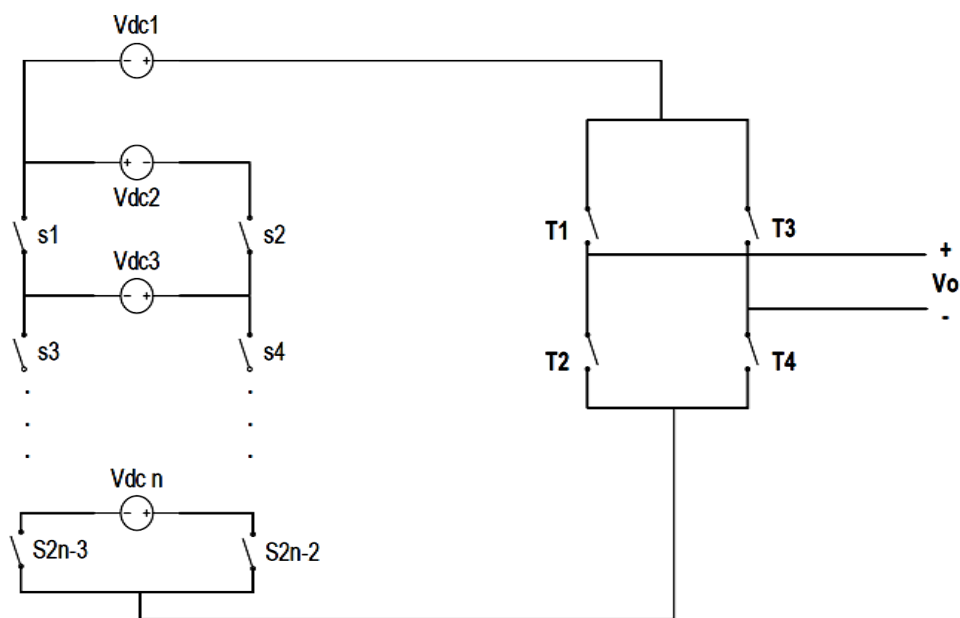 Vdc1
- +
+ -
Vdc2
s1
s2
T1
T3
+
Vdc3
Vo
- +
-
s3
s4
T2
T4
. .
. .
. .
Vdc n
- +
S2n-3
S2n-2